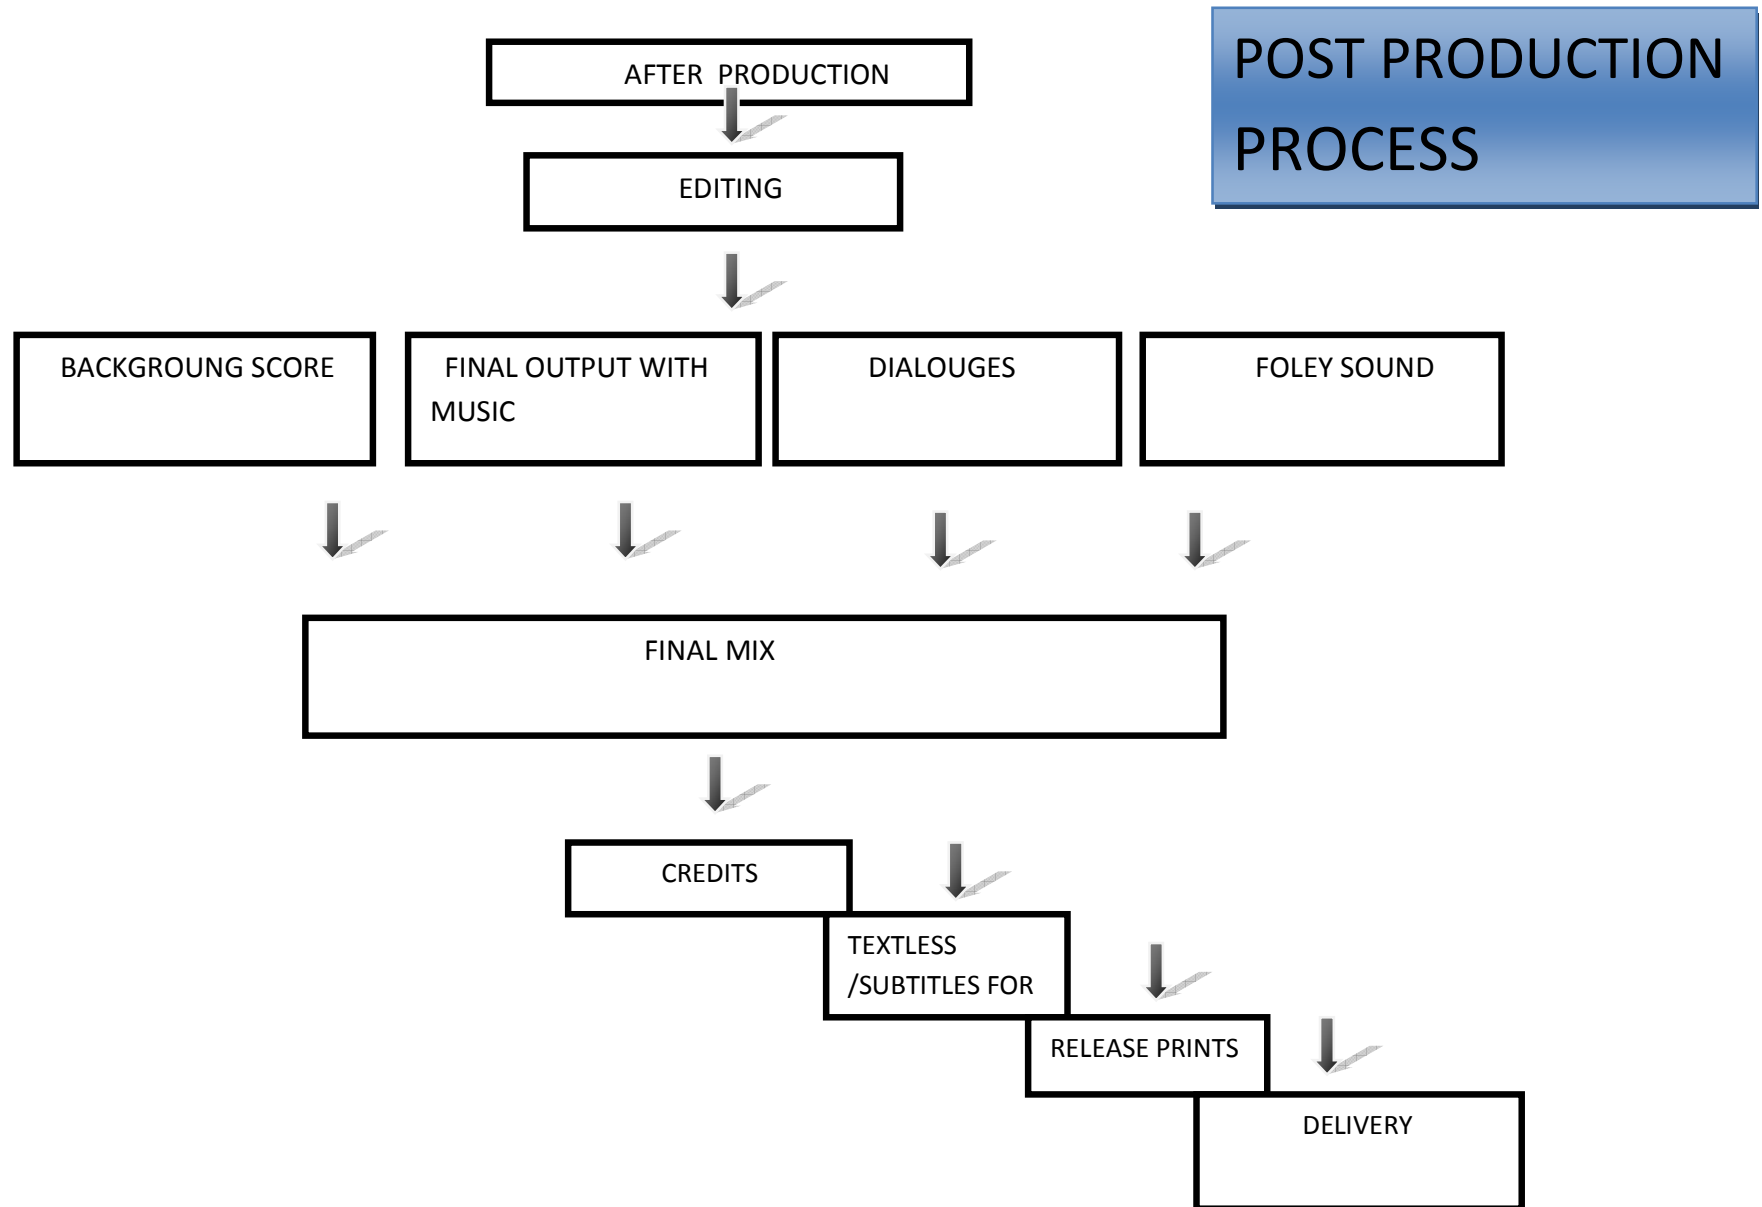 POST PRODUCTION
PROCESS
AFTER PRODUCTION
EDITING
BACKGROUNG SCORE
FINAL OUTPUT WITH
MUSIC
DIALOUGES
FOLEY SOUND
FINAL MIX
CREDITS
TEXTLESS
/SUBTITLES FOR
RELEASE PRINTS
DELIVERY